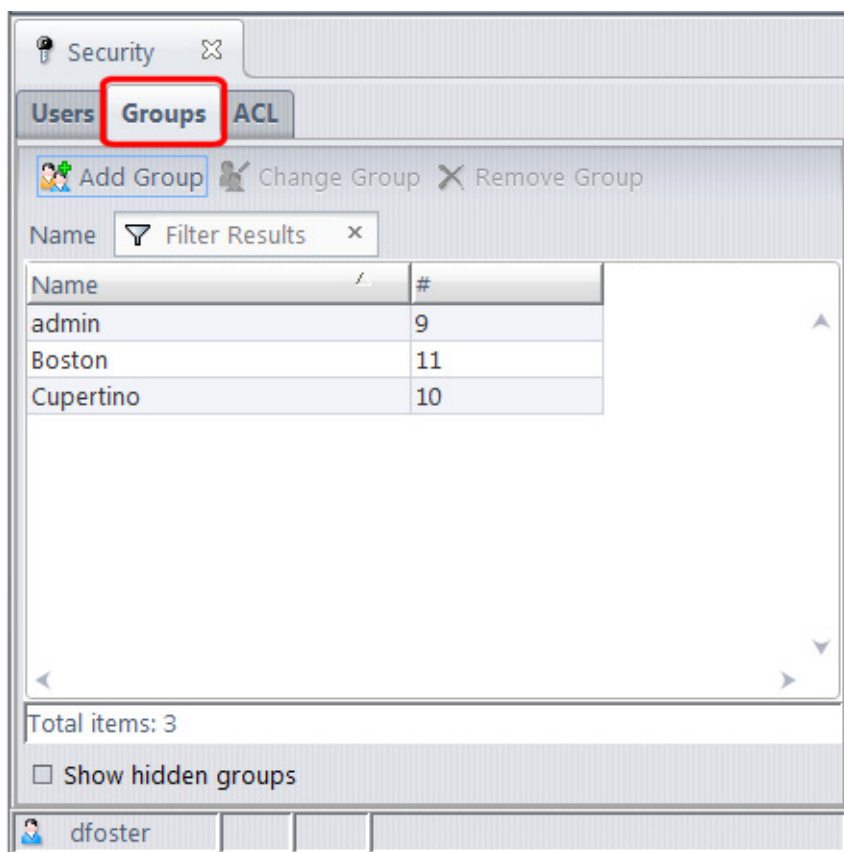 Security
Users Groups ACL
Add Group Change Group Remove Group
Name Filter Results
Name #
admin 9
Boston 11
Cupertino 10
Total items: 3
Show hidden groups
dfoster